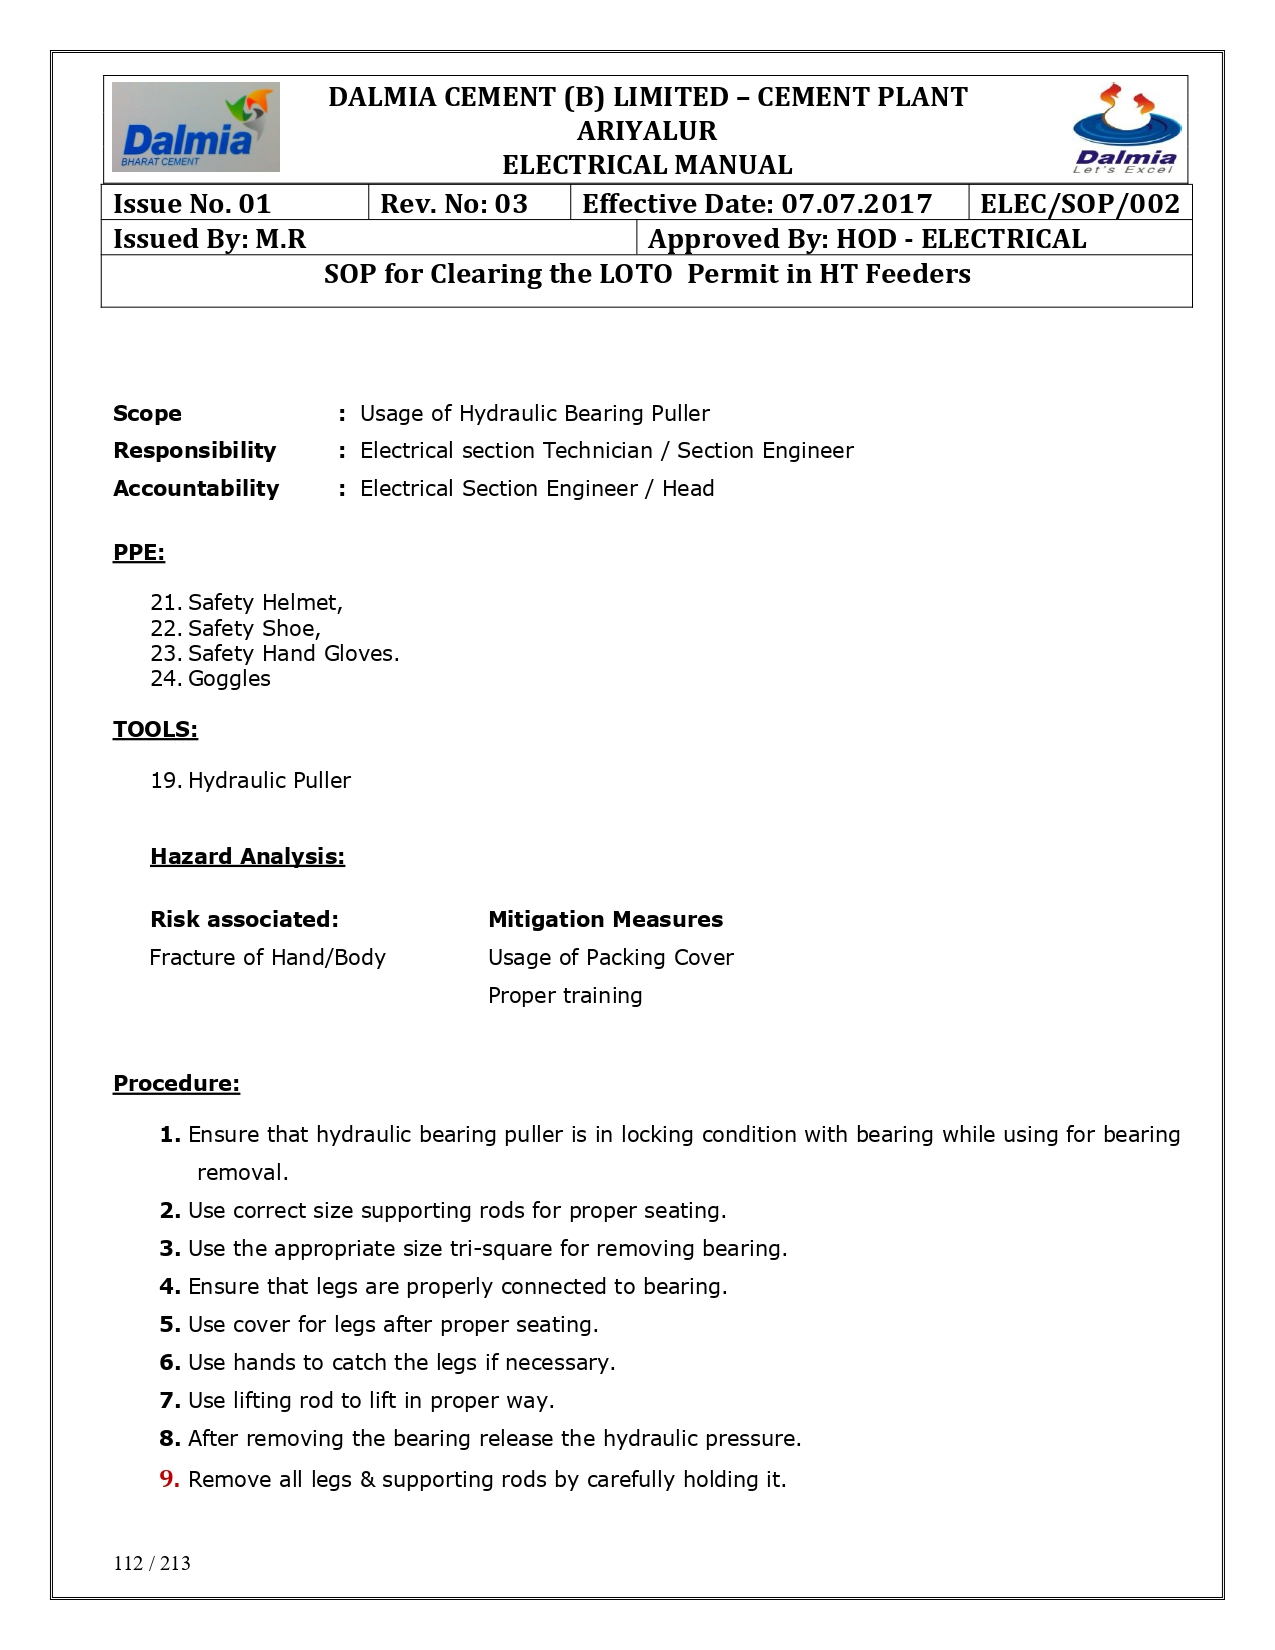 Dalmia
BHARAT CEMENT
DALMIA CEMENT (B) LIMITED – CEMENT PLANT
ARIYALUR
ELECTRICAL MANUAL
Dalmia
Let's Excel
Issue No. 01 Rev. No: 03 Effective Date: 07.07.2017 ELEC/SOP/002
Issued By: M.R Approved By: HOD - ELECTRICAL
SOP for Clearing the LOTO Permit in HT Feeders
Scope : Usage of Hydraulic Bearing Puller
Responsibility : Electrical section Technician / Section Engineer
Accountability : Electrical Section Engineer / Head
PPE:
21. Safety Helmet,
22. Safety Shoe,
23. Safety Hand Gloves.
24. Goggles
TOOLS:
19. Hydraulic Puller
Hazard Analysis:
Risk associated: Mitigation Measures
Fracture of Hand/Body Usage of Packing Cover
Proper training
Procedure:
1. Ensure that hydraulic bearing puller is in locking condition with bearing while using for bearing
removal.
2. Use correct size supporting rods for proper seating.
3. Use the appropriate size tri-square for removing bearing.
4. Ensure that legs are properly connected to bearing.
5. Use cover for legs after proper seating.
6. Use hands to catch the legs if necessary.
7. Use lifting rod to lift in proper way.
8. After removing the bearing release the hydraulic pressure.
9. Remove all legs & supporting rods by carefully holding it.
112 / 213